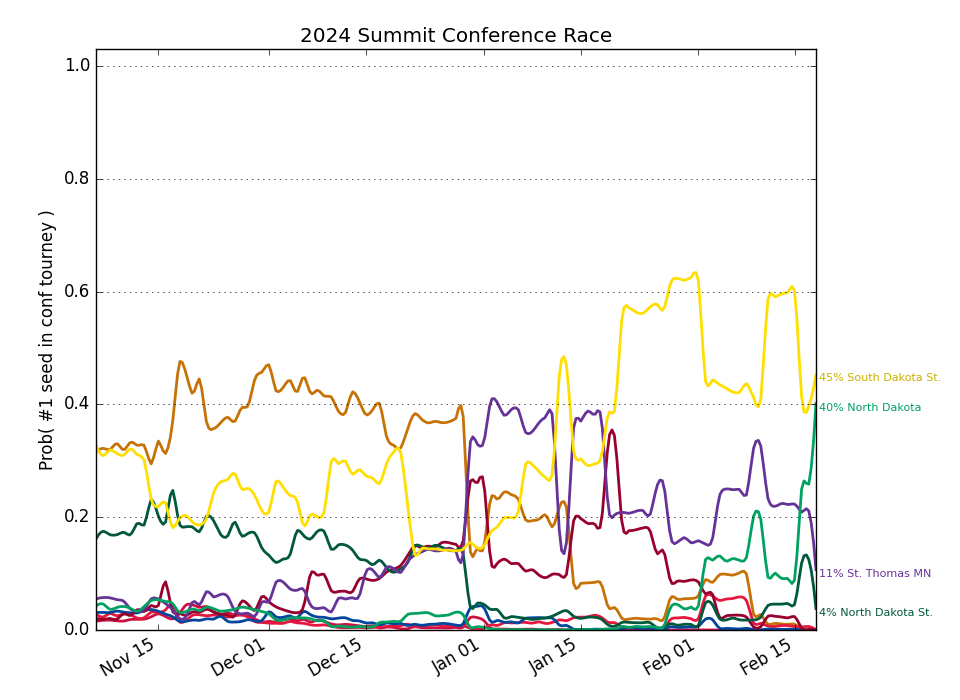 2024 Summit Conference Race
Prob( #1 seed in conf tourney )
1.0
0.8
0.6
0.4
0.2
0.0
45% South Dakota St.
40% North Dakota
11% St. Thomas MN
4% North Dakota St.
Nov 15
Dec 01
Dec 15
Jan 01
Jan 15
Feb 01
Feb 15